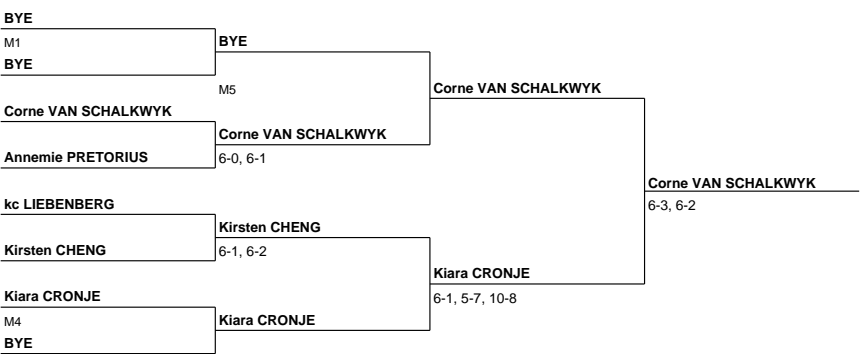 BYE
M1
BYE
BYE
M5
Corne VAN SCHALKWYK
Corne VAN SCHALKWYK
Corne VAN SCHALKWYK
Annemie PRETORIUS
6-0, 6-1
Corne VAN SCHALKWYK
6-3, 6-2
kc LIEBENBERG
Kirsten CHENG
Kirsten CHENG
6-1, 6-2
Kiara CRONJE
6-1, 5-7, 10-8
Kiara CRONJE
M4
Kiara CRONJE
BYE